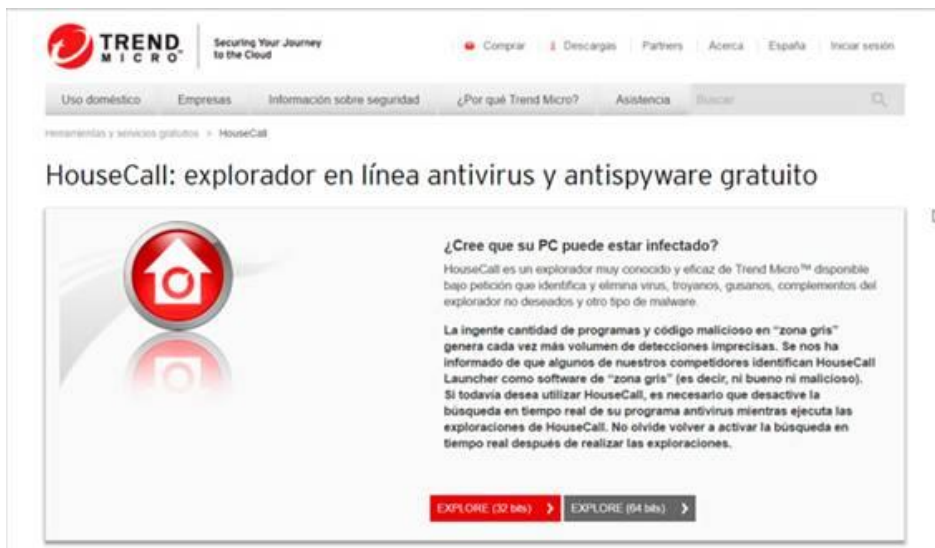 TREND
MICRO™
Securing Your Journey
to the Cloud
Comprar Descargas Partners Acerca España Iniciar sesión
Uso doméstico Empresas Información sobre seguridad ¿Por qué Trend Micro? Asistencia Buscar
Herramientas y servicios gratuitos > HouseCall
HouseCall: explorador en línea antivirus y antispyware gratuito
¿Cree que su PC puede estar infectado?
HouseCall es un explorador muy conocido y eficaz de Trend Micro™ disponible
bajo petición que identifica y elimina virus, troyanos, gusanos, complementos del
explorador no deseados y otro tipo de malware.
La ingente cantidad de programas y código malicioso en "zona gris"
genera cada vez más volumen de detecciones imprecisas. Se nos ha
informado de que algunos de nuestros competidores identifican HouseCall
Launcher como software de "zona gris" (es decir, ni bueno ni malicioso).
Si todavía desea utilizar HouseCall, es necesario que desactive la
búsqueda en tiempo real de su programa antivirus mientras ejecuta las
exploraciones de HouseCall. No olvide volver a activar la búsqueda en
tiempo real después de realizar las exploraciones.
EXPLORE (32 bits) EXPLORE (64 bits)